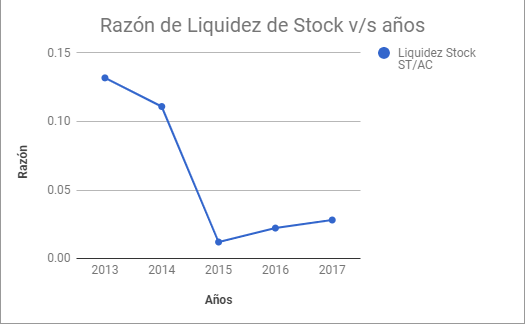 Razón de Liquidez de Stock v/s años
Liquidez Stock
ST/AC
Razón
0.15
0.10
0.05
0.00
2013 2014 2015 2016 2017
Años